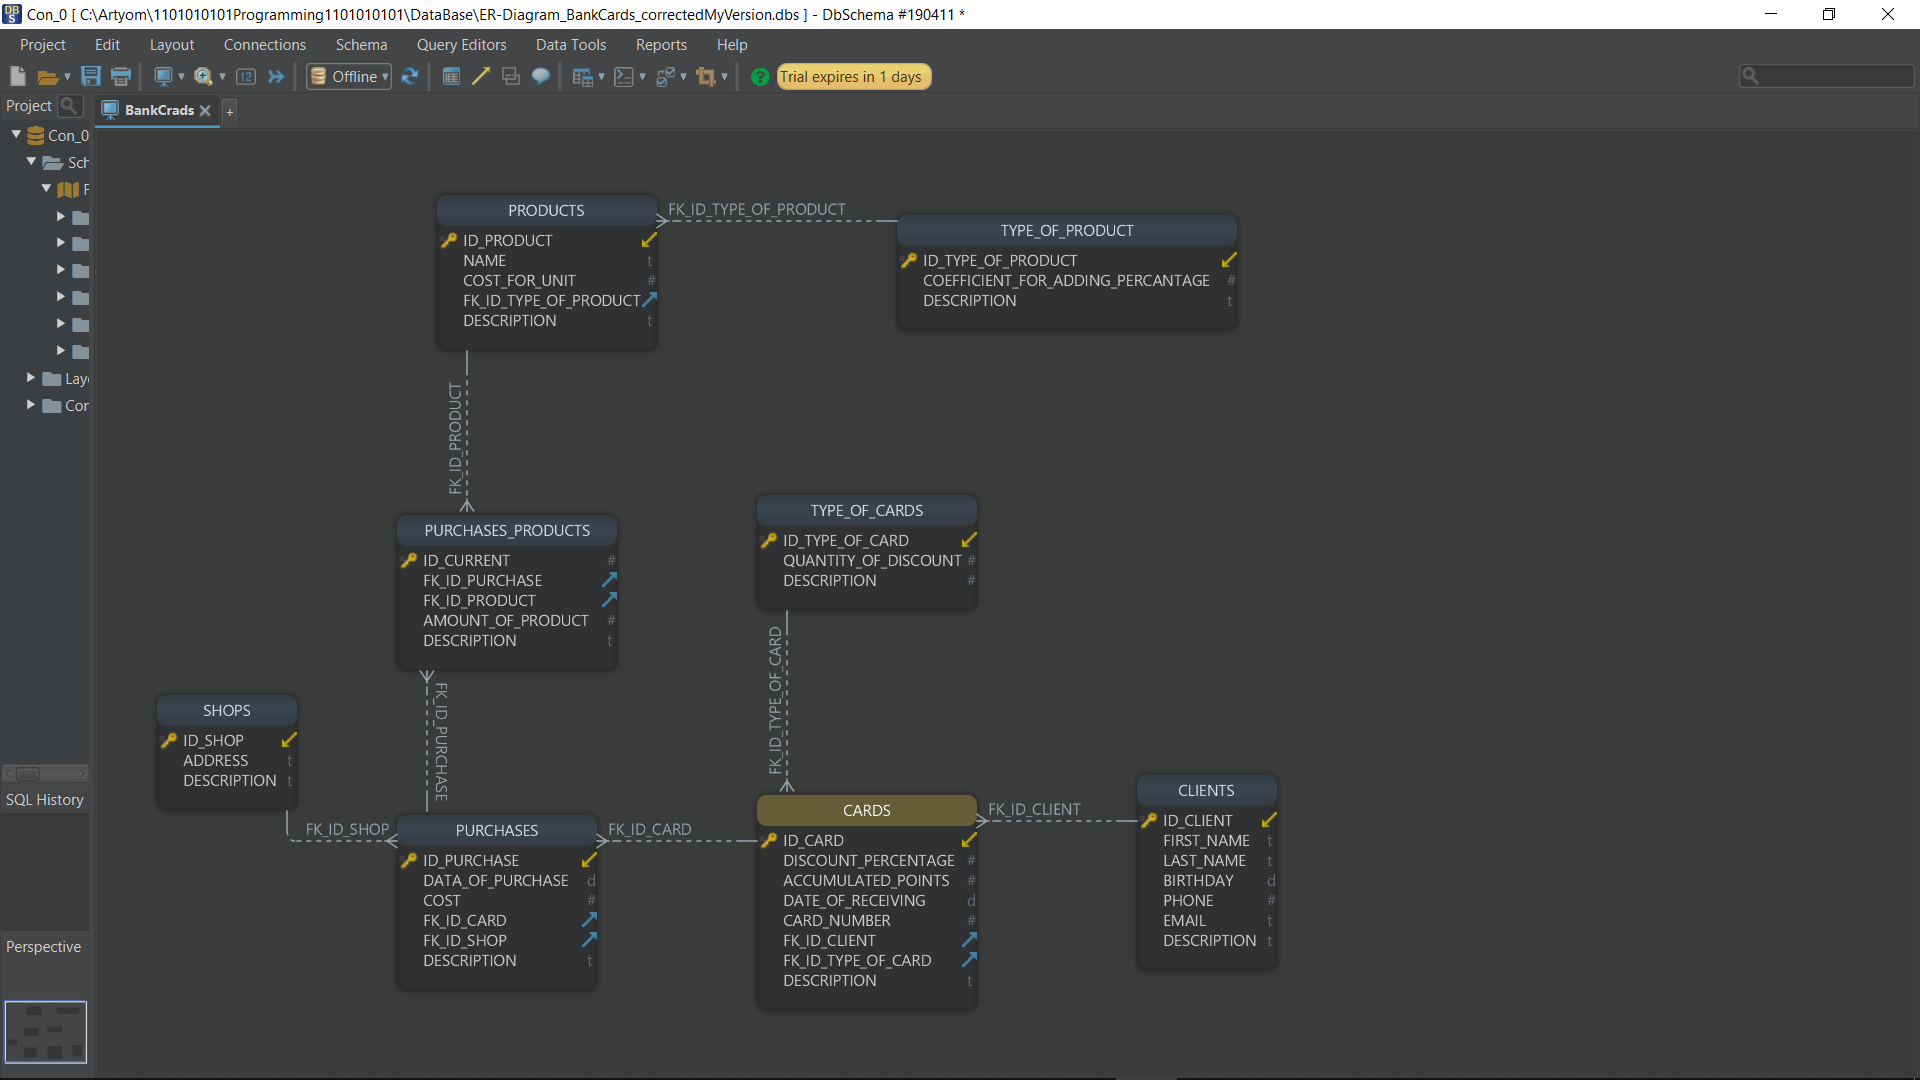 Con_0 [ C:\Artyom\1101010101Programming1101010101\DataBase\ER-Diagram_BankCards_correctedMyVersion.dbs ] - DbSchema #190411 *
Project Edit Layout Connections Schema Query Editors Data Tools Reports Help
12 Offline ? Trial expires in 1 days
Project
BankCrads
+
Con_0
Sch
F
Lay
Cor
SQL History
Perspective
PRODUCTS
ID_PRODUCT
NAME t
COST_FOR_UNIT #
FK_ID_TYPE_OF_PRODUCT
DESCRIPTION t
FK_ID_TYPE_OF_PRODUCT
TYPE_OF_PRODUCT
ID_TYPE_OF_PRODUCT
COEFFICIENT_FOR_ADDING_PERCANTAGE #
DESCRIPTION t
FK_ID_PRODUCT
PURCHASES_PRODUCTS
ID_CURRENT #
FK_ID_PURCHASE
FK_ID_PRODUCT
AMOUNT_OF_PRODUCT #
DESCRIPTION t
TYPE_OF_CARDS
ID_TYPE_OF_CARD
QUANTITY_OF_DISCOUNT #
DESCRIPTION #
FK_ID_TYPE_OF_CARD
FK_ID_PURCHASE
SHOPS
ID_SHOP
ADDRESS t
DESCRIPTION t
FK_ID_SHOP
PURCHASES
ID_PURCHASE
DATA_OF_PURCHASE d
COST #
FK_ID_CARD
FK_ID_SHOP
DESCRIPTION t
FK_ID_CARD
CARDS
ID_CARD
DISCOUNT_PERCENTAGE #
ACCUMULATED_POINTS #
DATE_OF_RECEIVING d
CARD_NUMBER #
FK_ID_CLIENT
FK_ID_TYPE_OF_CARD
DESCRIPTION t
FK_ID_CLIENT
CLIENTS
ID_CLIENT
FIRST_NAME t
LAST_NAME t
BIRTHDAY d
PHONE #
EMAIL t
DESCRIPTION t